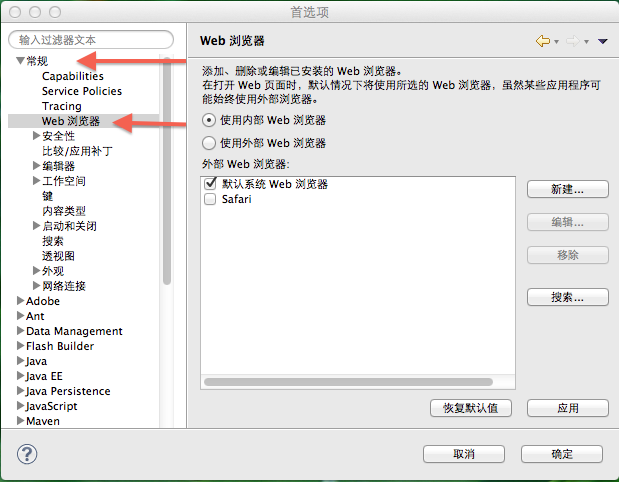 首选项
输入过滤器文本
常规
Capabilities
Service Policies
Tracing
Web 浏览器
安全性
比较/应用补丁
编辑器
工作空间
键
内容类型
启动和关闭
搜索
透视图
外观
网络连接
Adobe
Ant
Data Management
Flash Builder
Java
Java EE
Java Persistence
JavaScript
Maven
Web 浏览器
添加、删除或编辑已安装的 Web 浏览器。
在打开 Web 页面时，默认情况下将使用所选的 Web 浏览器，虽然某些应用程序可
能始终使用外部浏览器。
使用内部 Web 浏览器
使用外部 Web 浏览器
外部 Web 浏览器:
默认系统 Web 浏览器
Safari
新建...
编辑...
移除
搜索...
恢复默认值
应用
?
取消
确定